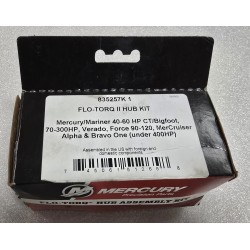 835257K 1
FLO-TORQ II HUB KIT
Mercury/Mariner 40-60 HP CT/Bigfoot,
70-300HP, Verado, Force 90-120, MerCruiser
Alpha & Bravo One (under 400HP)
Assembled in the US with foreign and
domestic components.
MERCURY
FLO-TORQ HUB ASSEMBLY KIT